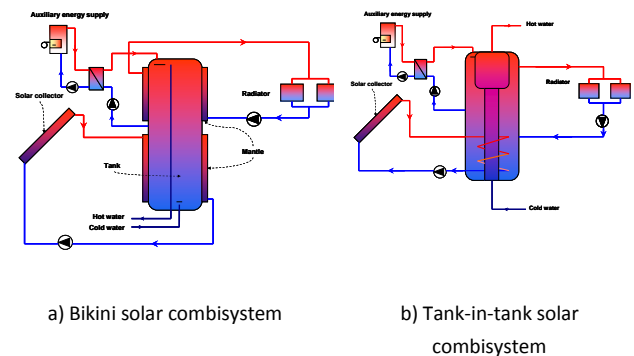 Auxiliary energy supply
Solar collector
Radiator
Mantle
Tank
Hot water
Cold water
a) Bikini solar combisystem
Hot water
Auxiliary energy supply
Radiator
Solar collector
Cold water
b) Tank-in-tank solar
combisystem